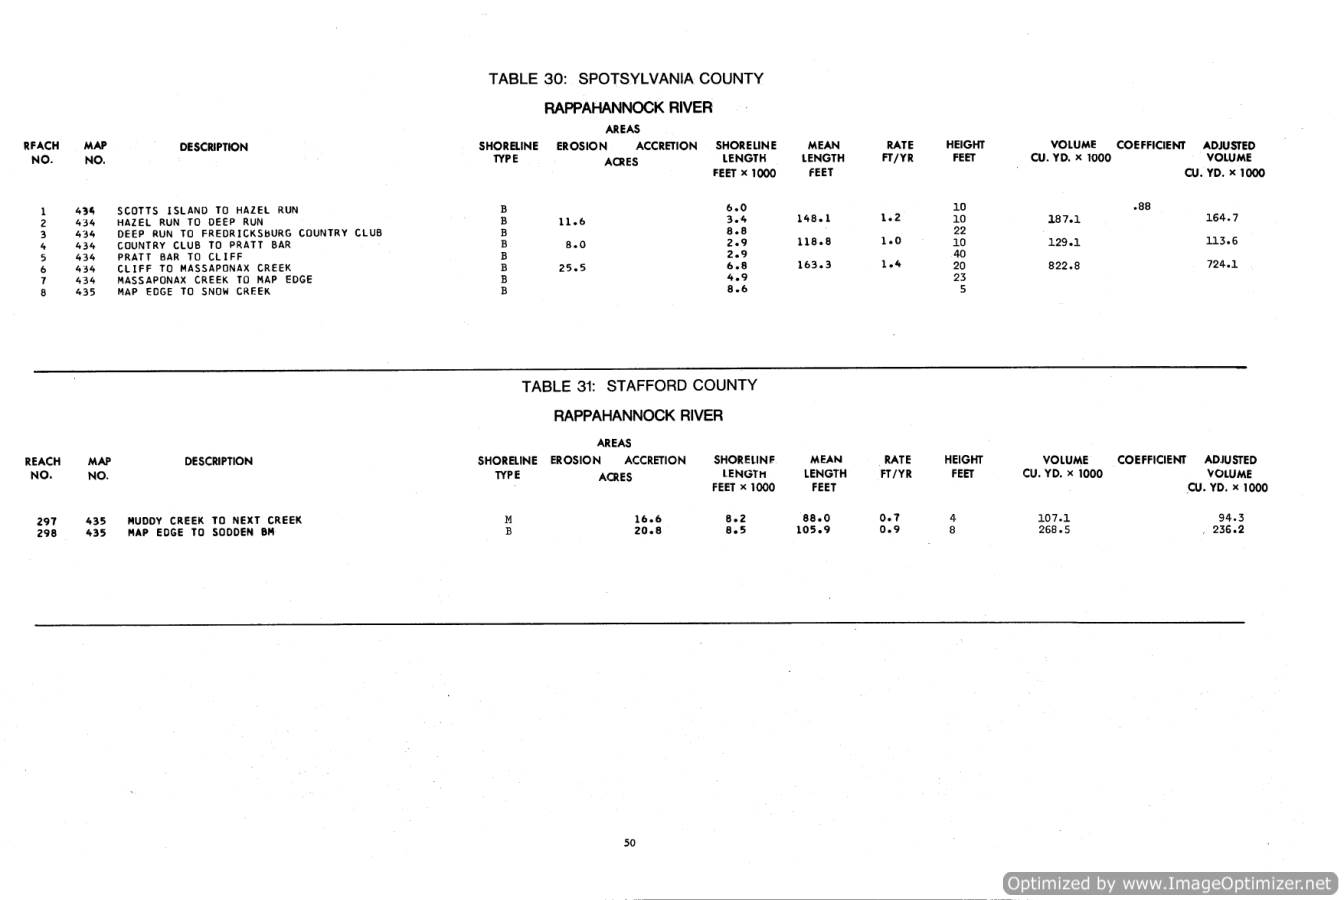 TABLE 30: SPOTSYLVANIA COUNTY
RAPPAHANNOCK RIVER
AREAS
RFACH MAP DESCRIPTION SHORELINE EROSION ACCRETION SHORELINE MEAN RATE HEIGHT VOLUME COEFFICIENT ADJUSTED
NO. NO. TYPE ACRES LENGTH LENGTH FT/YR FEET CU. YD. × 1000 VOLUME
FEET × 1000 FEET CU. YD. × 1000
1 434 SCOTTS ISLAND TO HAZEL RUN B 6.0 10 .88
2 434 HAZEL RUN TO DEEP RUN B 11.6 3.4 148.1 1.2 10 187.1 164.7
3 434 DEEP RUN TO FREDRICKSBURG COUNTRY CLUB B 8.8 22
4 434 COUNTRY CLUB TO PRATT BAR B 8.0 2.9 118.8 1.0 10 129.1 113.6
5 434 PRATT BAR TO CLIFF B 2.9 40
6 434 CLIFF TO MASSAPONAX CREEK B 25.5 6.8 163.3 1.4 20 822.8 724.1
7 434 MASSAPONAX CREEK TO MAP EDGE B 4.9 23
8 435 MAP EDGE TO SNOW CREEK B 8.6 5
TABLE 31: STAFFORD COUNTY
RAPPAHANNOCK RIVER
AREAS
REACH MAP DESCRIPTION SHORELINE EROSION ACCRETION SHORELINE MEAN RATE HEIGHT VOLUME COEFFICIENT ADJUSTED
NO. NO. TYPE ACRES LENGTH LENGTH FT/YR FEET CU. YD. × 1000 VOLUME
FEET × 1000 FEET CU. YD. × 1000
297 435 MUDDY CREEK TO NEXT CREEK M 16.6 8.2 88.0 0.7 4 107.1 94.3
298 435 MAP EDGE TO SODDEN BM B 20.8 8.5 105.9 0.9 8 268.5 236.2
50
Optimized by www.ImageOptimizer.net